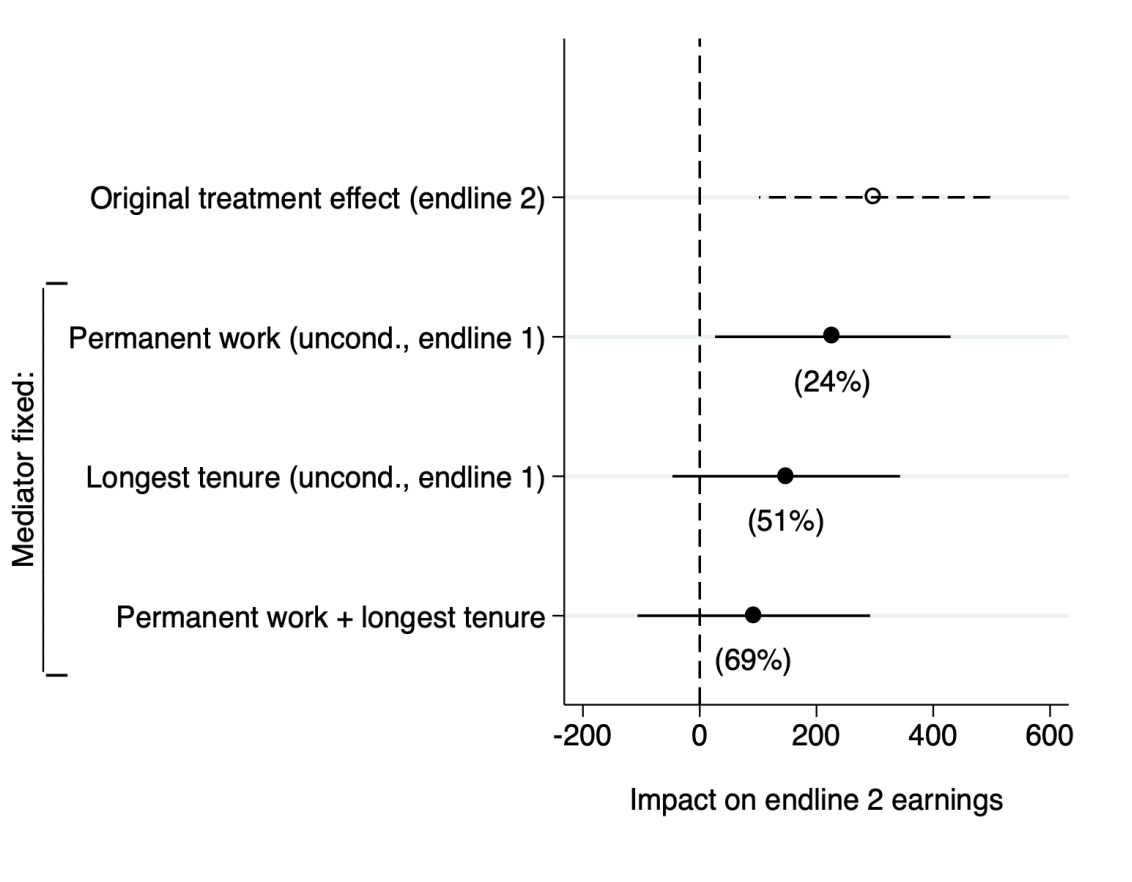 Original treatment effect (endline 2)
Mediator fixed:
Permanent work (uncond., endline 1)
(24%)
Longest tenure (uncond., endline 1)
(51%)
Permanent work + longest tenure
(69%)
-200 0 200 400 600
Impact on endline 2 earnings